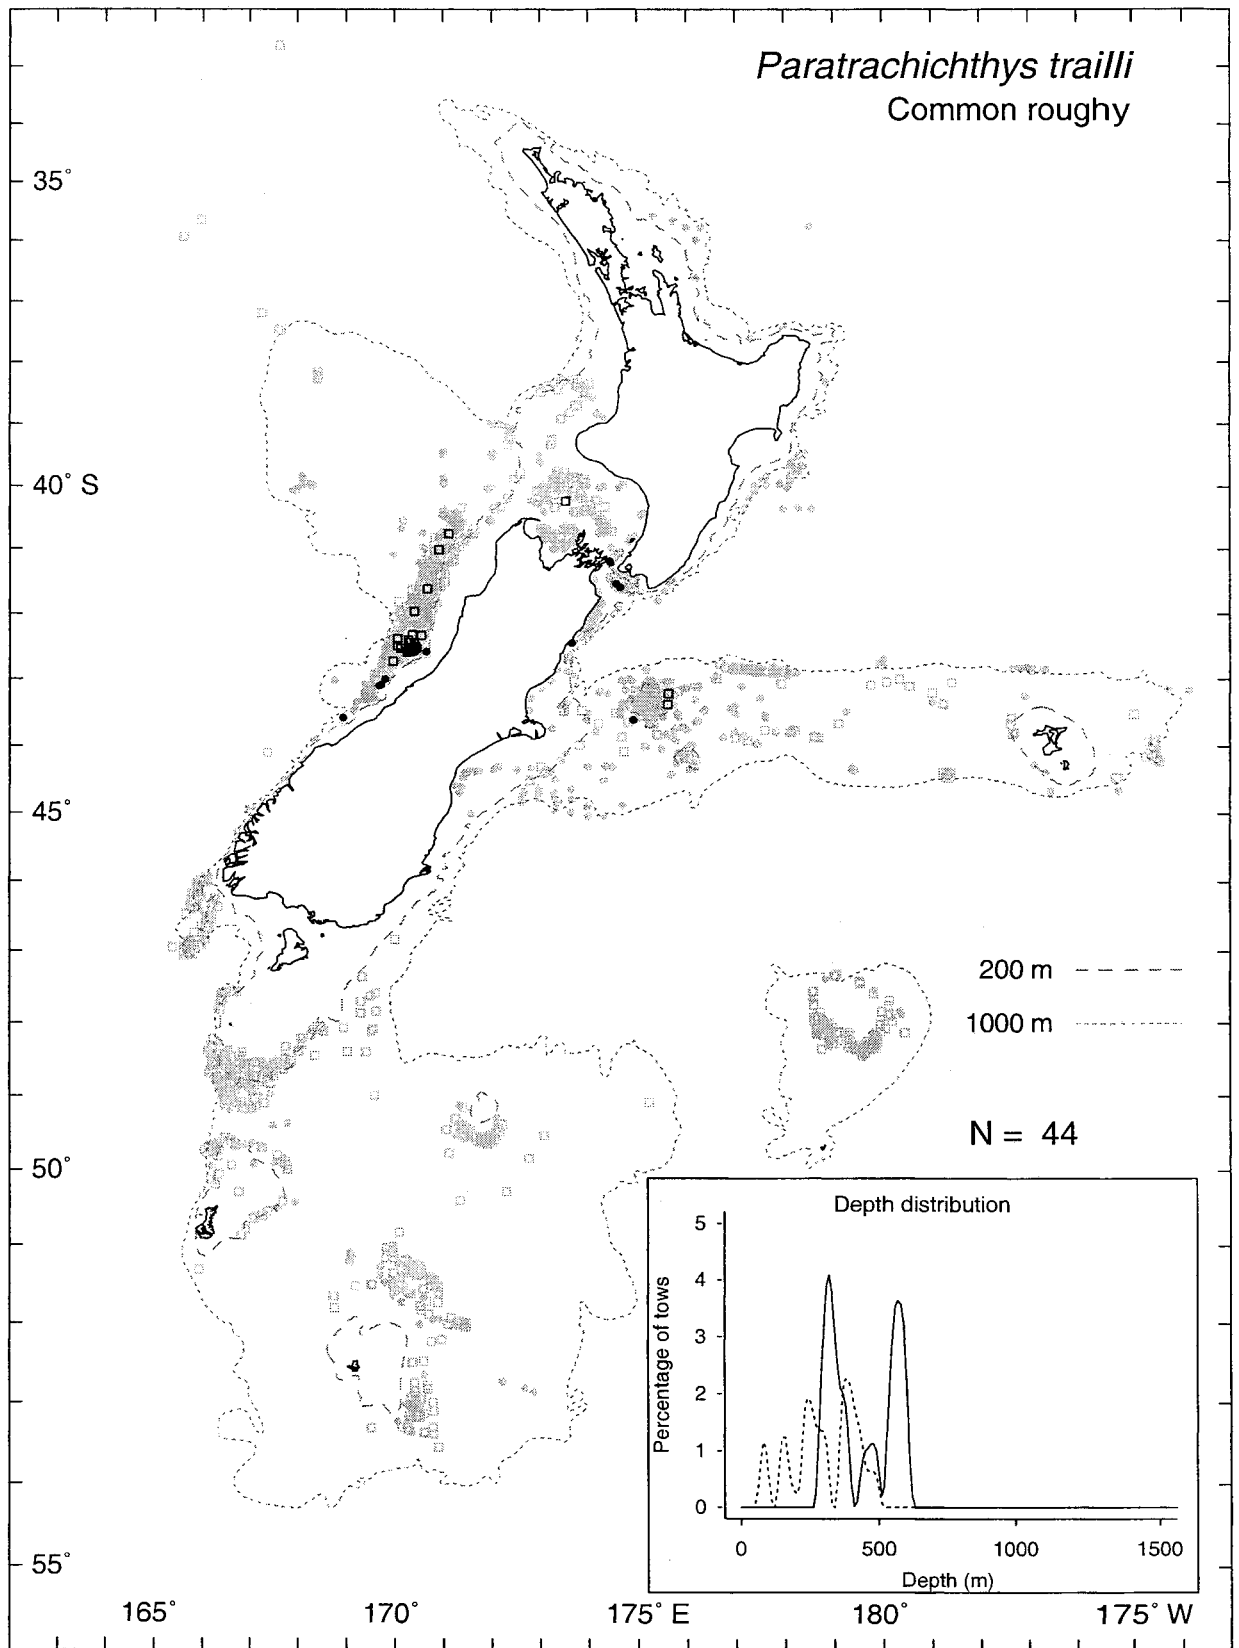 Paratrachichthys trailli
Common roughy
35°
40° S
45°
200 m
1000 m
N = 44
50°
Depth distribution
5
4
3
2
1
0
Percentage of tows
0 500 1000 1500
Depth (m)
55°
165° 170° 175° E 180° 175° W